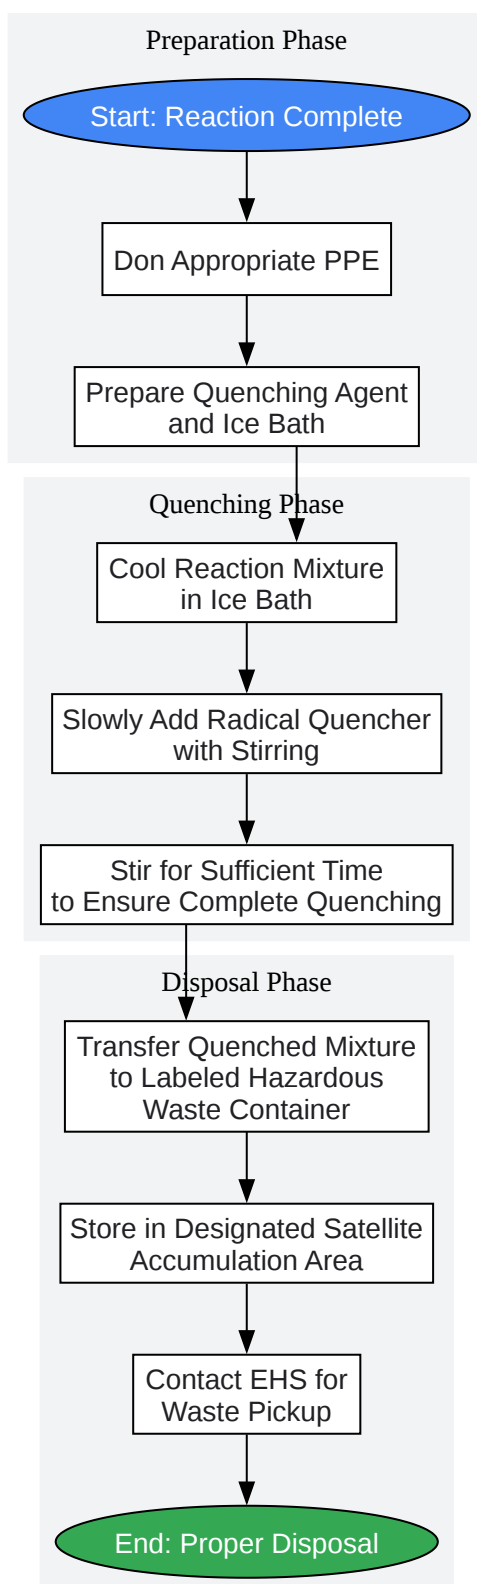 Preparation Phase
Start: Reaction Complete
Don Appropriate PPE
Prepare Quenching Agent
and Ice Bath
Quenching Phase
Cool Reaction Mixture
in Ice Bath
Slowly Add Radical Quencher
with Stirring
Stir for Sufficient Time
to Ensure Complete Quenching
Disposal Phase
Transfer Quenched Mixture
to Labeled Hazardous
Waste Container
Store in Designated Satellite
Accumulation Area
Contact EHS for
Waste Pickup
End: Proper Disposal